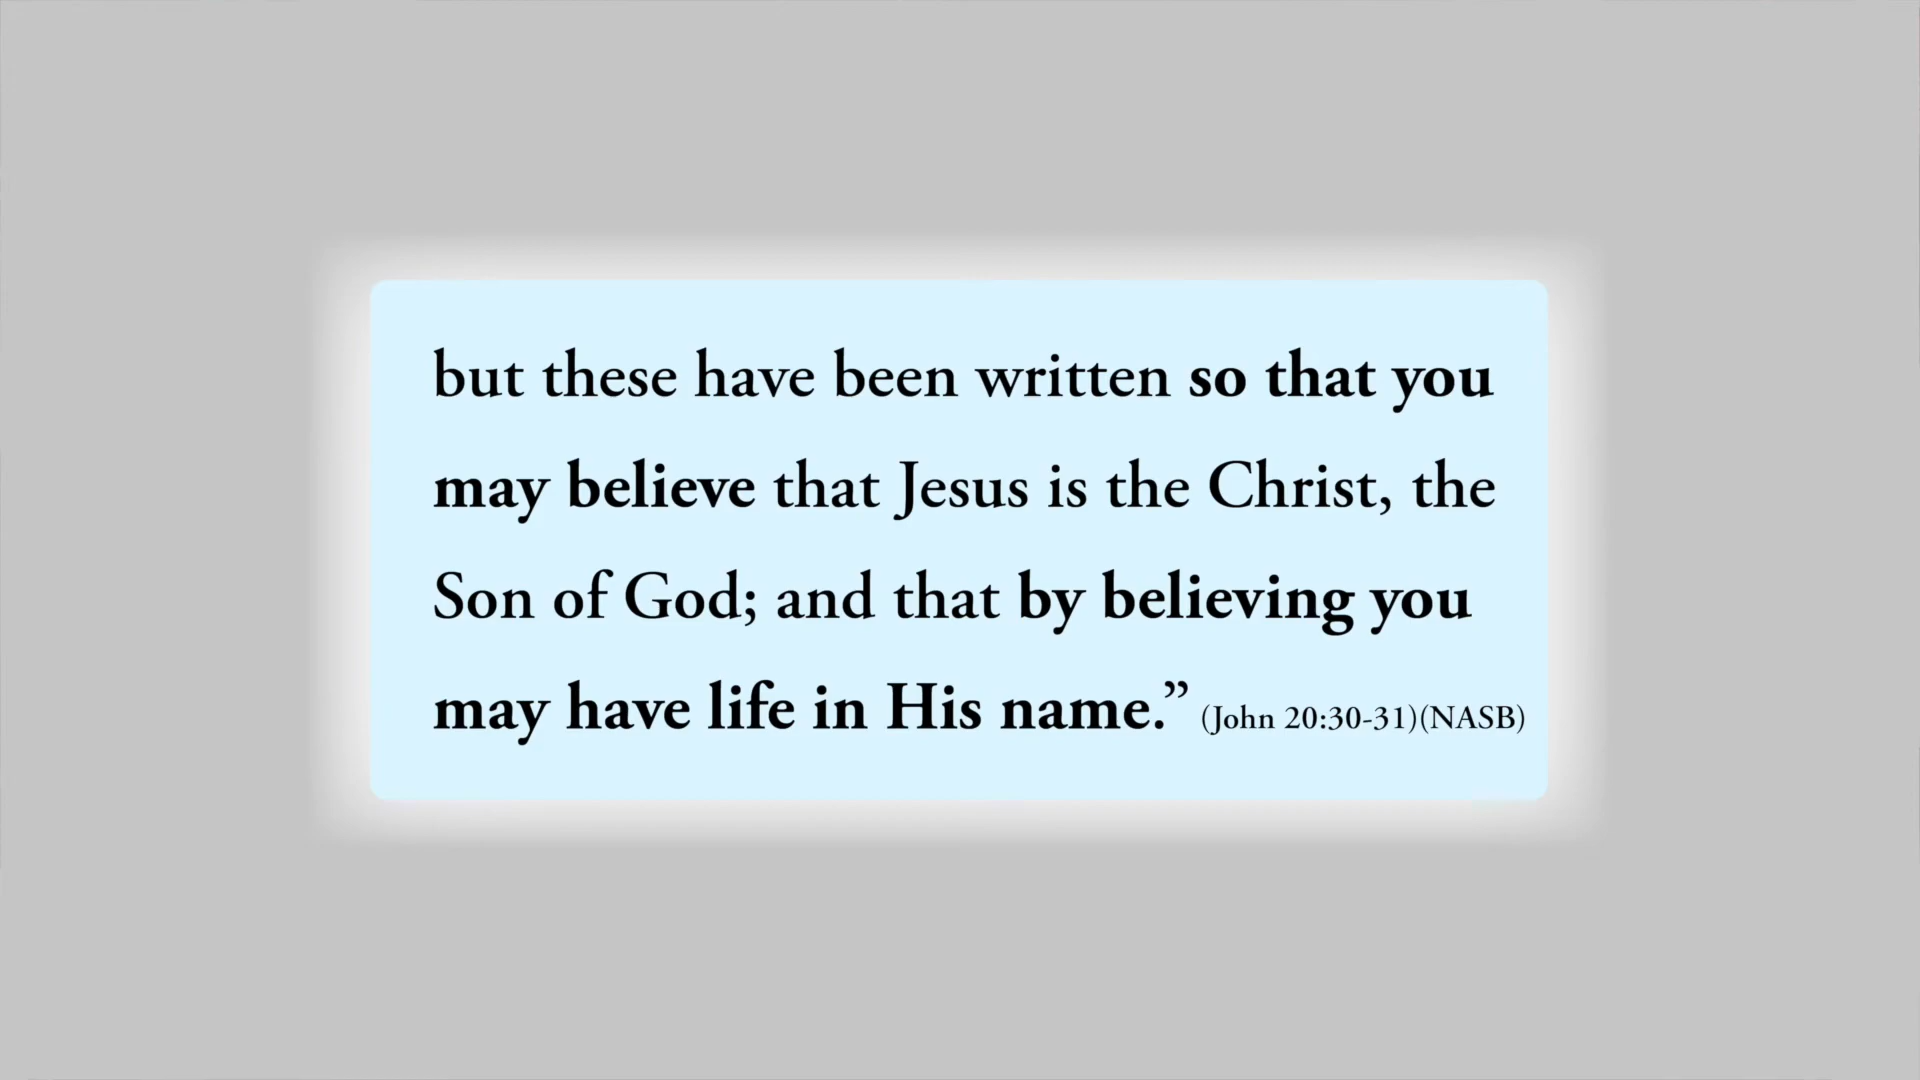 but these have been written so that you
may believe that Jesus is the Christ, the
Son of God; and that by believing you
may have life in His name.” (John 20:30-31)(NASB)